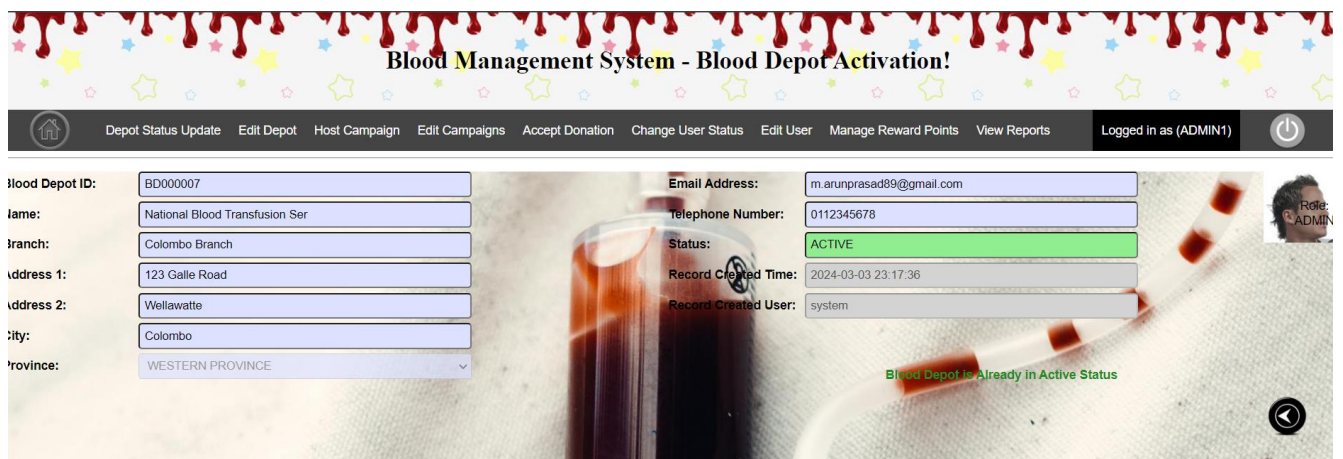 Blood Management System - Blood Depot Activation!
Depot Status Update Edit Depot Host Campaign Edit Campaigns Accept Donation Change User Status Edit User Manage Reward Points View Reports Logged in as (ADMIN1)
Blood Depot ID: BD000007 Email Address: m.arunprasad89@gmail.com
Name: National Blood Transfusion Ser Telephone Number: 0112345678
Branch: Colombo Branch Status: ACTIVE
Address 1: 123 Galle Road Record Created Time: 2024-03-03 23:17:36
Address 2: Wellawatte Record Created User: system
City: Colombo
Province: WESTERN PROVINCE
Role:
ADMIN
Blood Depot is Already in Active Status